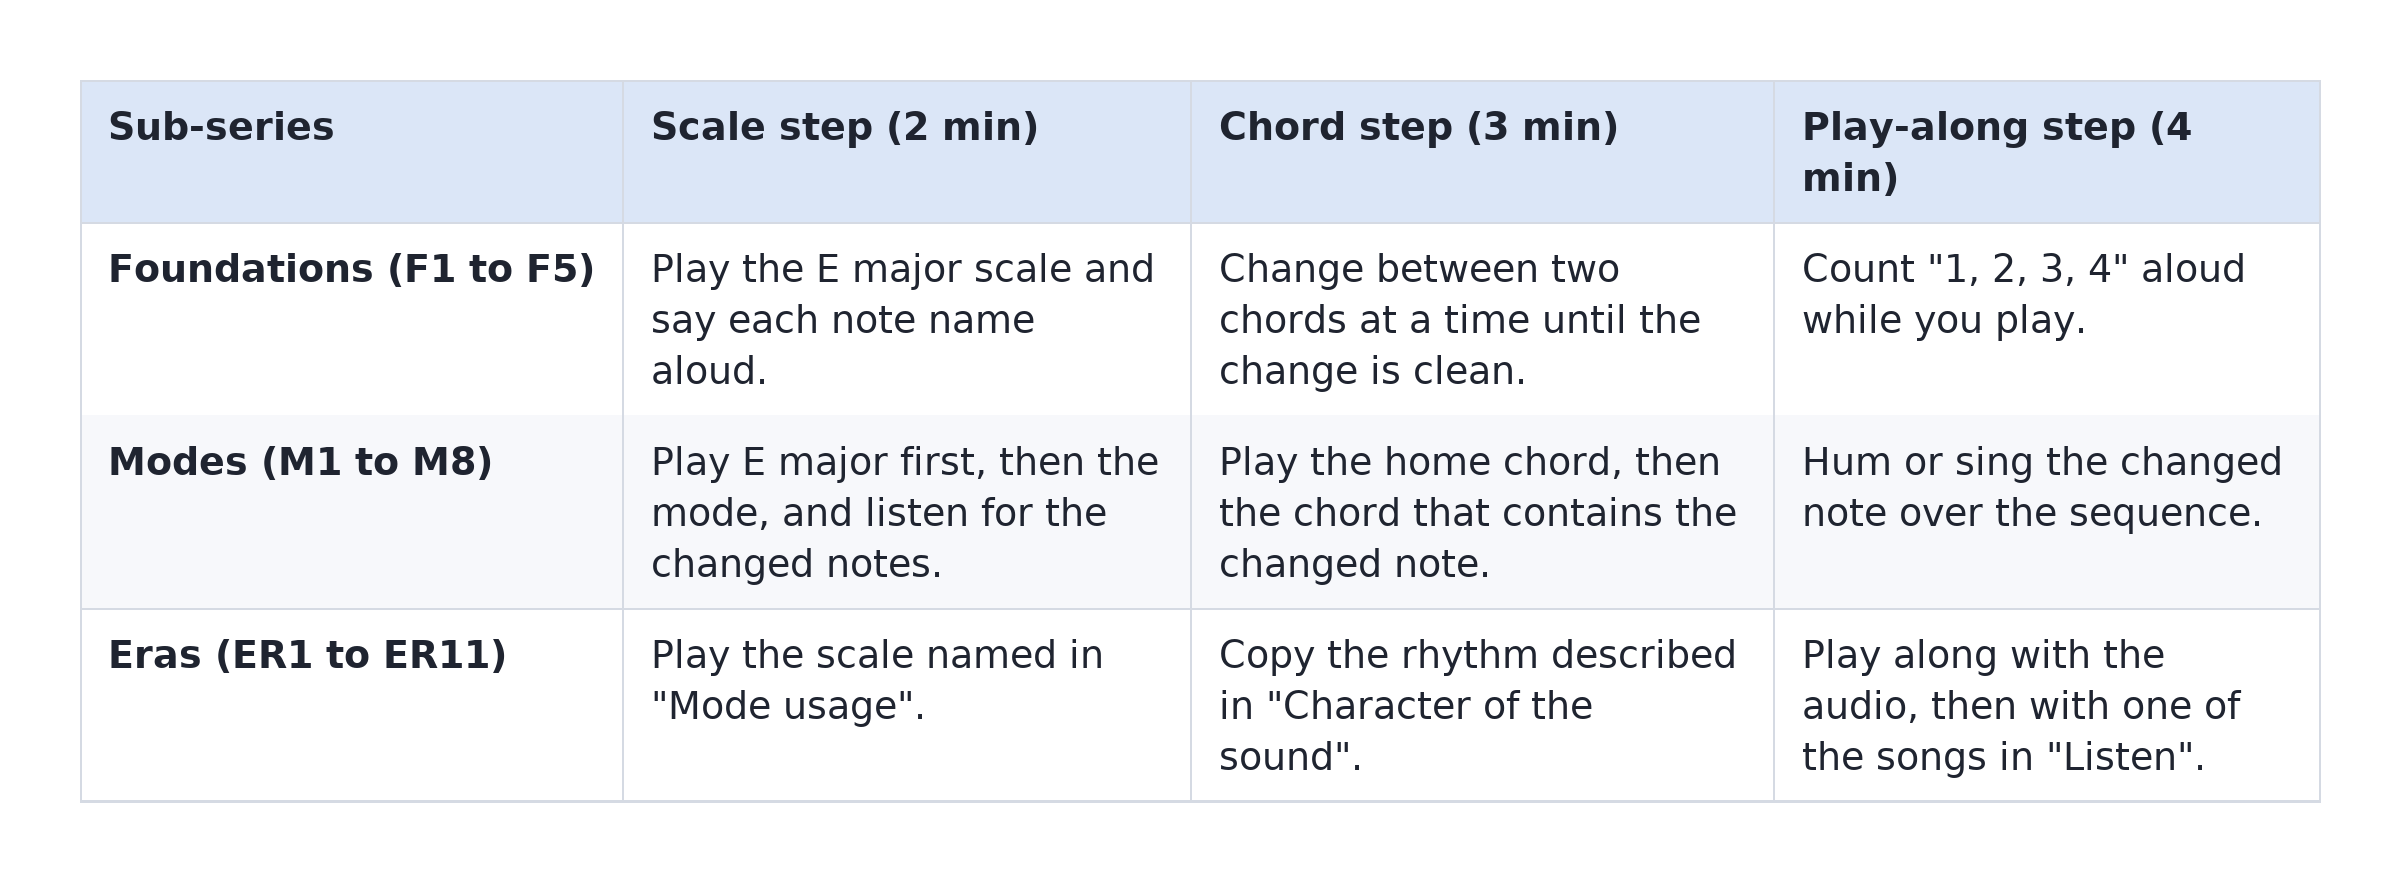 Sub-series
Scale step (2 min)
Chord step (3 min)
Play-along step (4
min)
Foundations (F1 to F5)
Play the E major scale and
say each note name
aloud.
Change between two
chords at a time until the
change is clean.
Count "1, 2, 3, 4" aloud
while you play.
Modes (M1 to M8)
Play E major first, then the
mode, and listen for the
changed notes.
Play the home chord, then
the chord that contains the
changed note.
Hum or sing the changed
note over the sequence.
Eras (ER1 to ER11)
Play the scale named in
"Mode usage".
Copy the rhythm described
in "Character of the
sound".
Play along with the
audio, then with one of
the songs in "Listen".